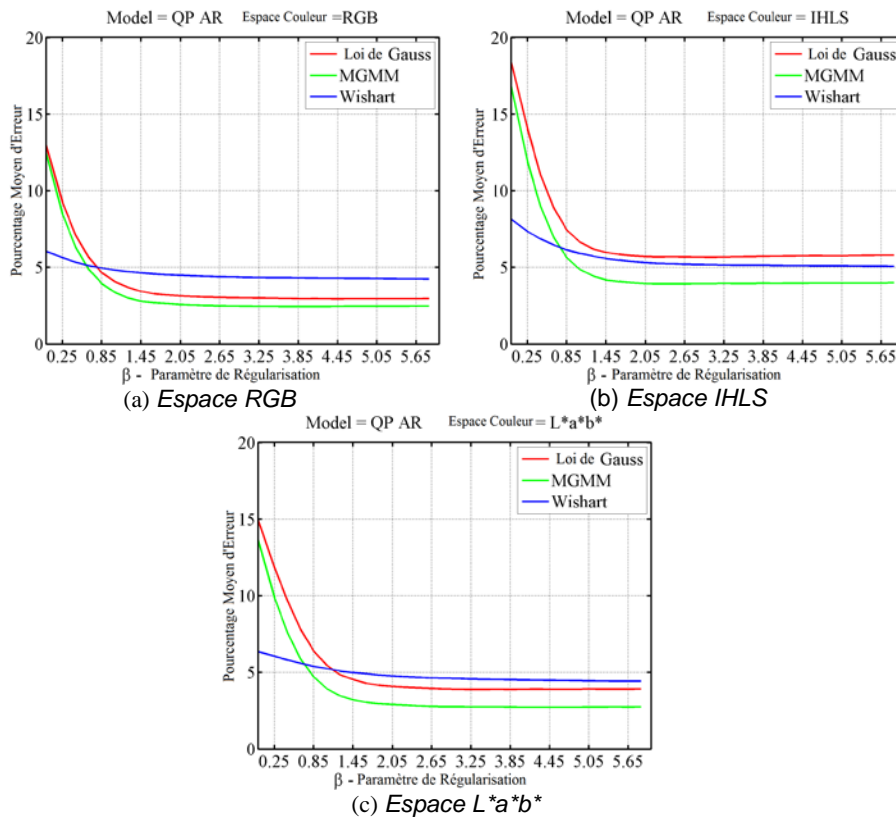 Model = QP AR Espace Couleur =RGB
Loi de Gauss
MGMM
Wishart
Pourcentage Moyen d'Erreur
20
15
10
5
0
0.25 0.85 1.45 2.05 2.65 3.25 3.85 4.45 5.05 5.65
β - Paramètre de Régularisation
(a) Espace RGB
Model = QP AR Espace Couleur = IHLS
Loi de Gauss
MGMM
Wishart
Pourcentage Moyen d'Erreur
20
15
10
5
0
0.25 0.85 1.45 2.05 2.65 3.25 3.85 4.45 5.05 5.65
β - Paramètre de Régularisation
(b) Espace IHLS
Model = QP AR Espace Couleur = L*a*b*
Loi de Gauss
MGMM
Wishart
Pourcentage Moyen d'Erreur
20
15
10
5
0
0.25 0.85 1.45 2.05 2.65 3.25 3.85 4.45 5.05 5.65
β - Paramètre de Régularisation
(c) Espace L*a*b*